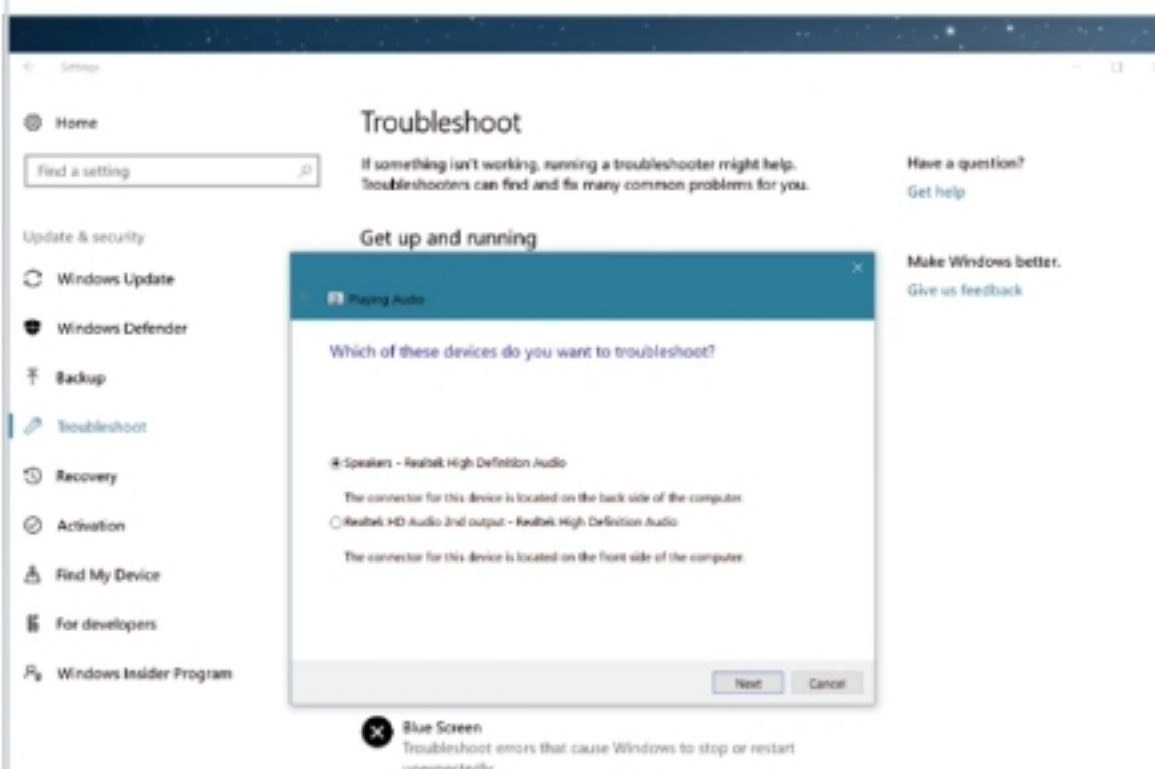 Settings
Home
Find a setting
Update & security
Windows Update
Windows Defender
Backup
Troubleshoot
Recovery
Activation
Find My Device
For developers
Windows Insider Program
Troubleshoot
If something isn't working, running a troubleshooter might help.
Troubleshooters can find and fix many common problems for you.
Get up and running
Playing Audio
Which of these devices do you want to troubleshoot?
Speakers - Realtek High Definition Audio
The connector for this device is located on the back side of the computer.
Realtek HD Audio 2nd output - Realtek High Definition Audio
The connector for this device is located on the front side of the computer.
Next
Cancel
Blue Screen
Troubleshoot errors that cause Windows to stop or restart
unexpectedly
Have a question?
Get help
Make Windows better.
Give us feedback